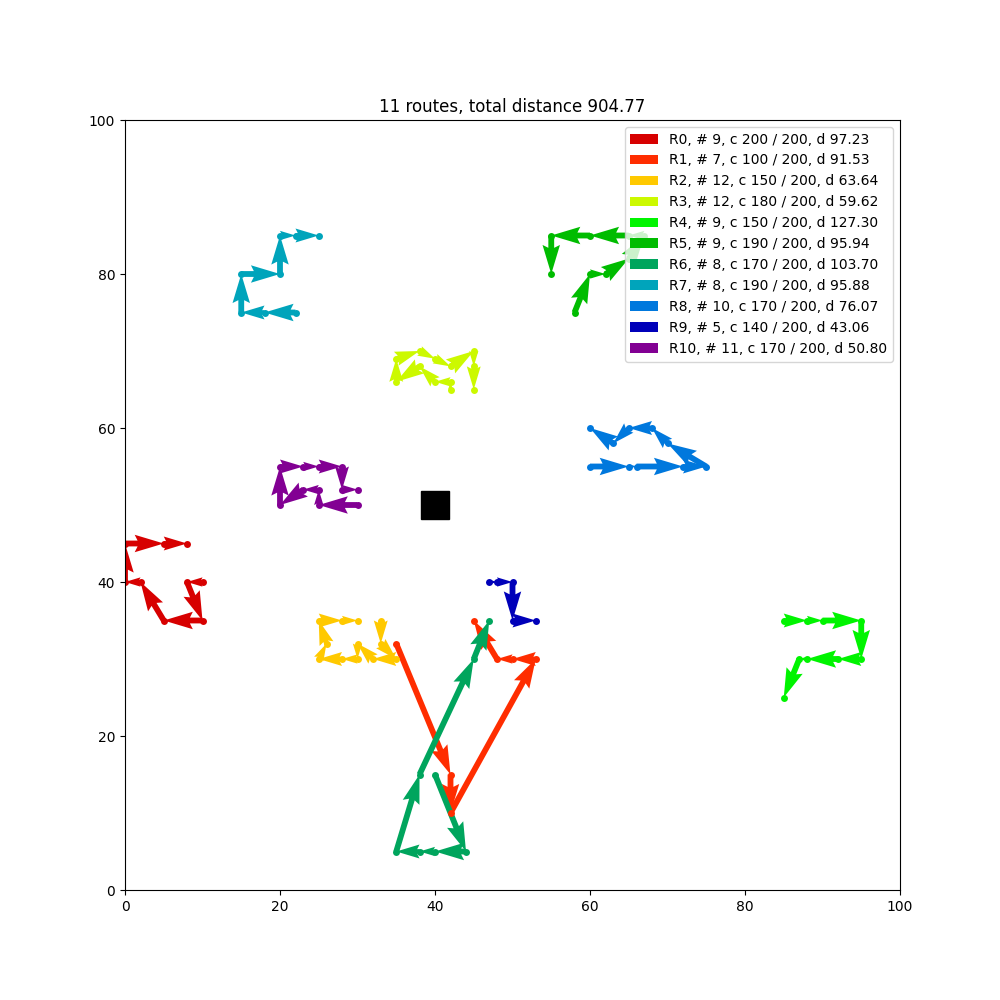 11 routes, total distance 904.77
100
R0, # 9, c 200 / 200, d 97.23
R1, # 7, c 100 / 200, d 91.53
R2, # 12, c 150 / 200, d 63.64
R3, # 12, c 180 / 200, d 59.62
R4, # 9, c 150 / 200, d 127.30
R5, # 9, c 190 / 200, d 95.94
R6, # 8, c 170 / 200, d 103.70
R7, # 8, c 190 / 200, d 95.88
R8, # 10, c 170 / 200, d 76.07
R9, # 5, c 140 / 200, d 43.06
R10, # 11, c 170 / 200, d 50.80
80
60
40
20
0
0 20 40 60 80 100